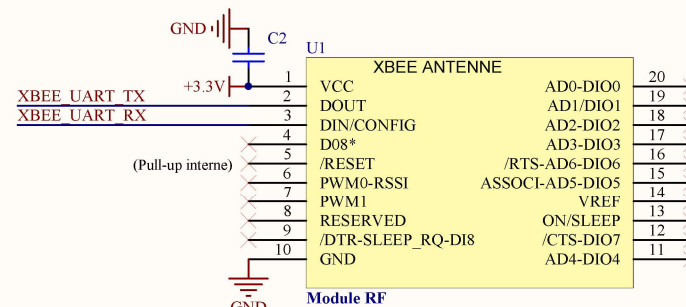 GND
C2
U1
XBEE ANTENNE
+3.3V
1 VCC AD0-DIO0 20
XBEE_UART_TX 2 DOUT AD1/DIO1 19
XBEE_UART_RX 3 DIN/CONFIG AD2-DIO2 18
4 D08* AD3-DIO3 17
(Pull-up interne) 5 /RESET /RTS-AD6-DIO6 16
6 PWM0-RSSI ASSOCI-AD5-DIO5 15
7 PWM1 VREF 14
8 RESERVED ON/SLEEP 13
9 /DTR-SLEEP_RQ-DI8 /CTS-DIO7 12
10 GND AD4-DIO4 11
GND
Module RF